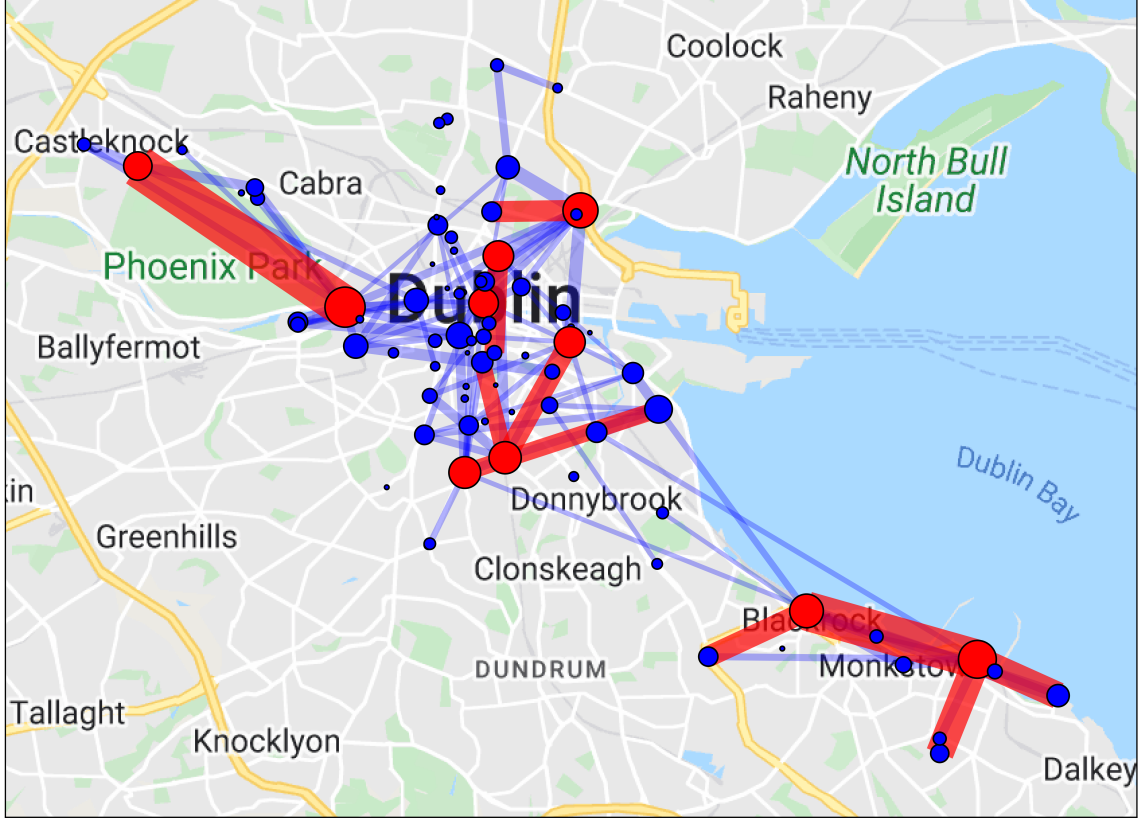 Coolock
Raheny
Castleknock
North Bull
Island
Cabra
Phoenix Park
Dublin
Ballyfermot
Dublin Bay
Donnybrook
Greenhills
Clonskeagh
Blackrock
DUNDRUM
Monkstow
Tallaght
Knocklyon
Dalkey